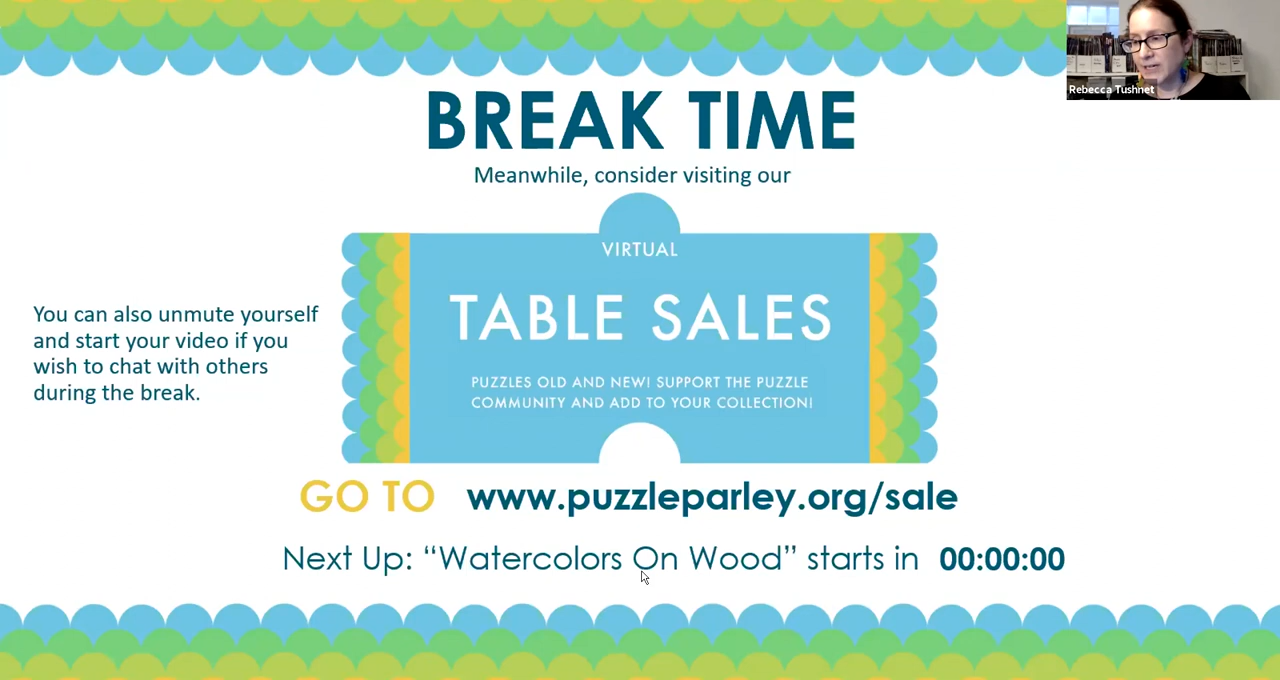 Rebecca Tushnet
BREAK TIME
Meanwhile, consider visiting our
VIRTUAL
TABLE SALES
PUZZLES OLD AND NEW! SUPPORT THE PUZZLE
COMMUNITY AND ADD TO YOUR COLLECTION!
You can also unmute yourself
and start your video if you
wish to chat with others
during the break.
GO TO www.puzzleparley.org/sale
Next Up: “Watercolors On Wood” starts in 00:00:00